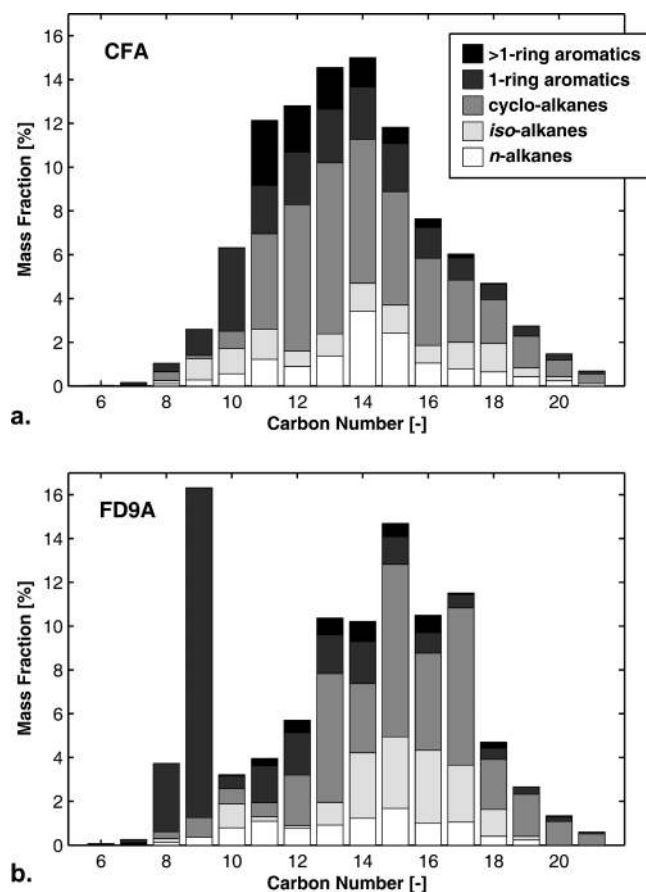 CFA
>1-ring aromatics
1-ring aromatics
cyclo-alkanes
iso-alkanes
n-alkanes
16
14
12
10
8
6
4
2
0
Mass Fraction [%]
6 8 10 12 14 16 18 20
Carbon Number [-]
a.
FD9A
16
14
12
10
8
6
4
2
0
Mass Fraction [%]
6 8 10 12 14 16 18 20
Carbon Number [-]
b.